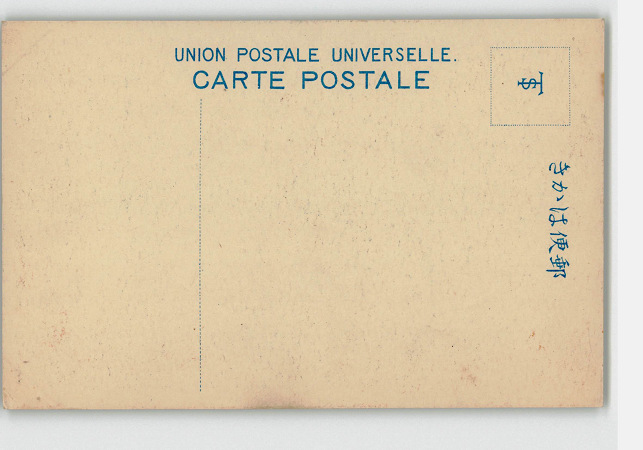 UNION POSTALE UNIVERSELLE.
CARTE POSTALE
きかは便郵